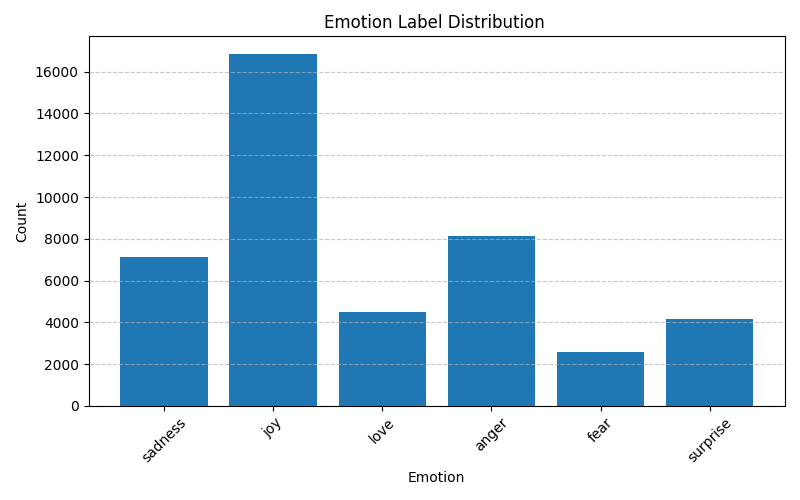 Emotion Label Distribution
Count
16000
14000
12000
10000
8000
6000
4000
2000
0
sadness
joy
love
anger
fear
surprise
Emotion